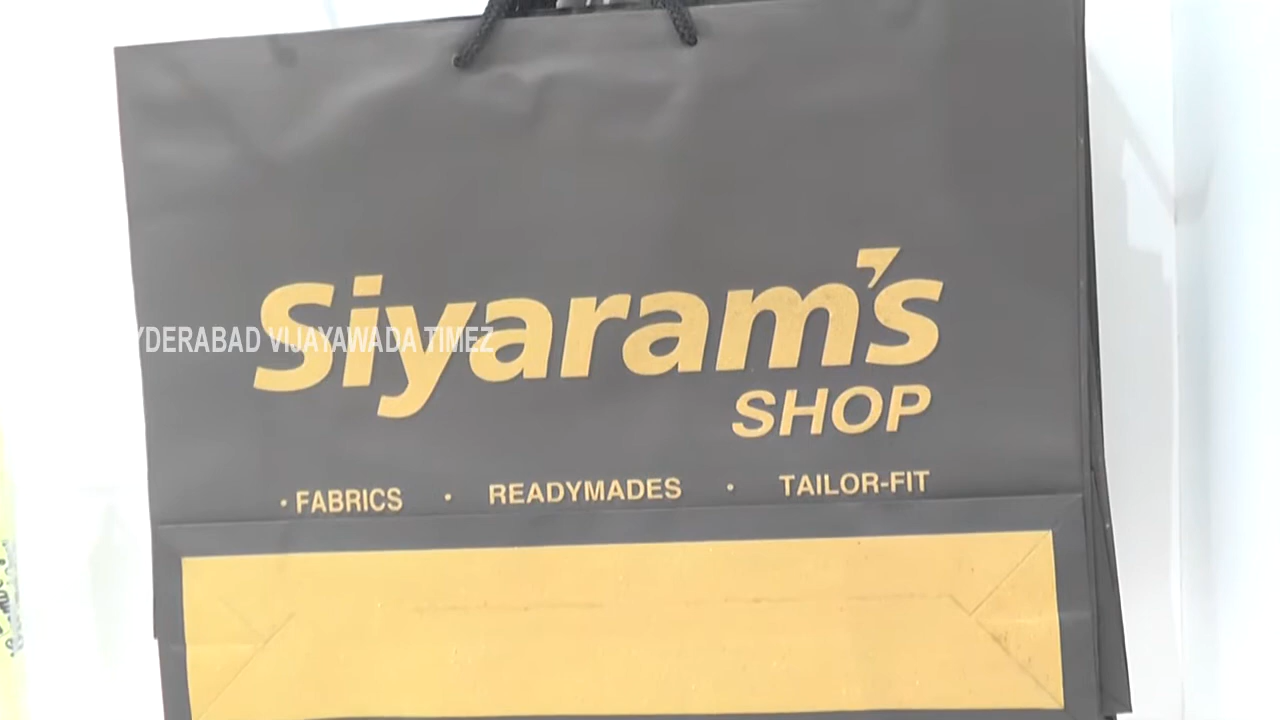 Siyaram's
YDERABAD VIJAYAWADA TIMEZ
SHOP
· FABRICS · READYMADES · TAILOR-FIT